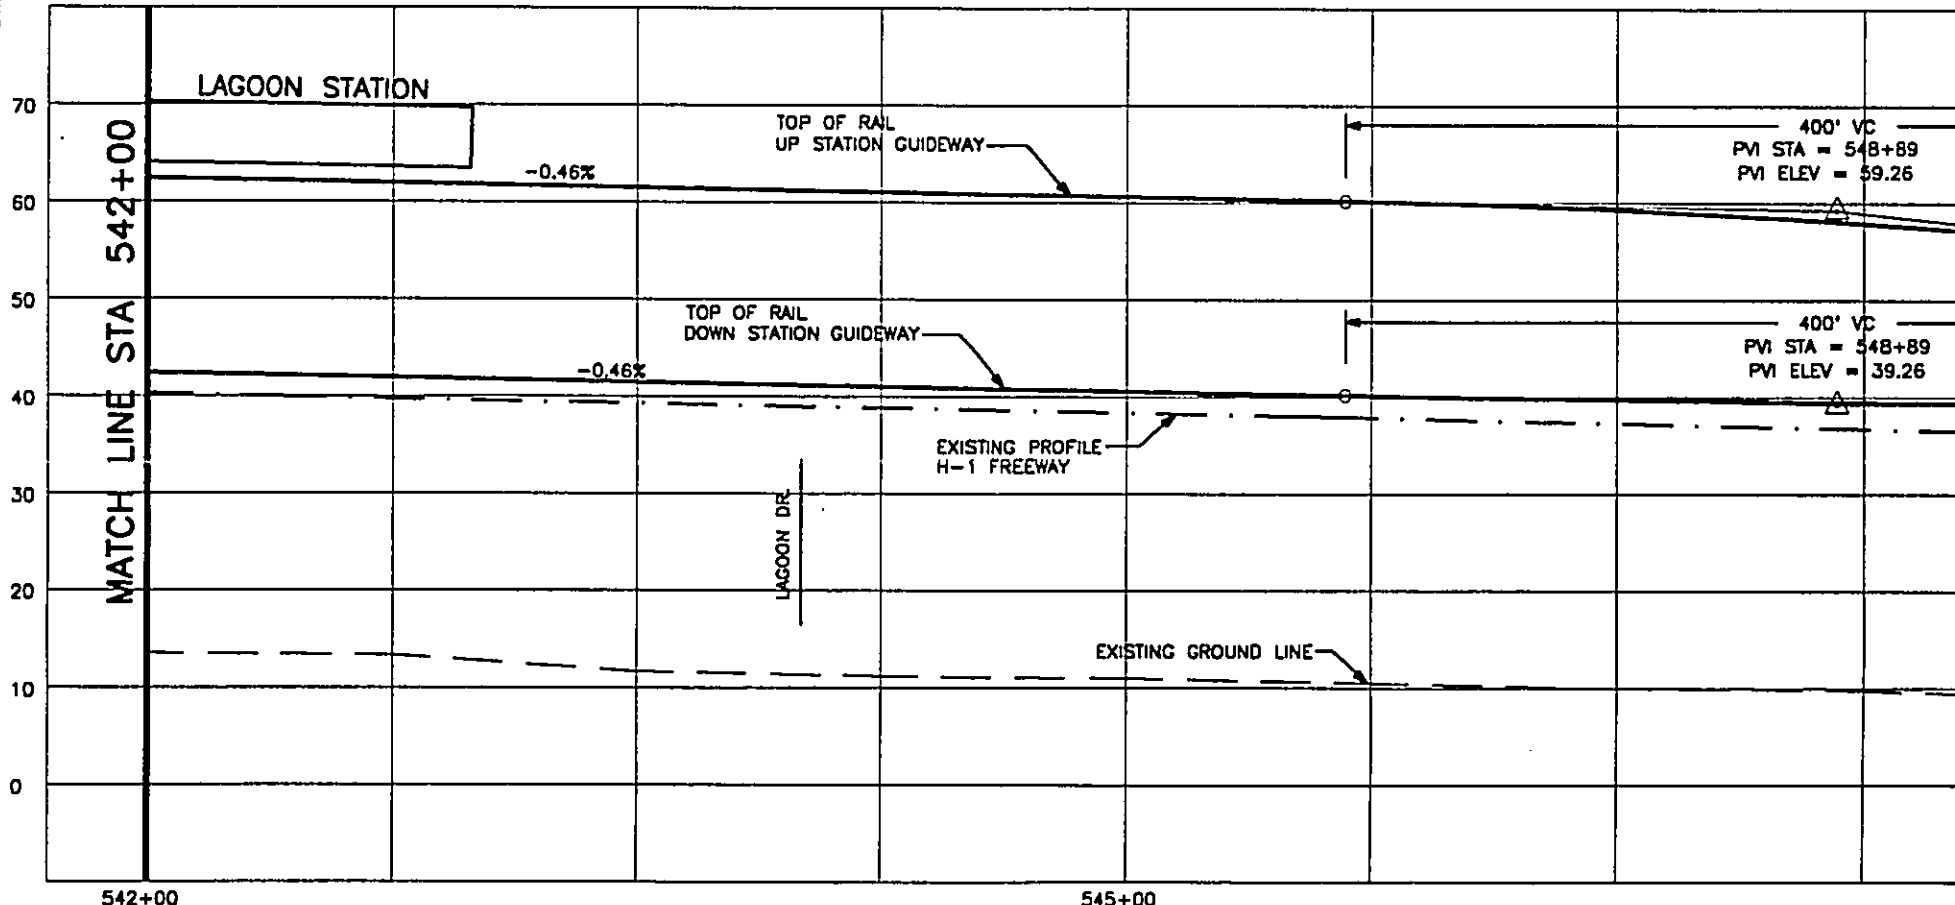 LAGOON STATION
70
60
50
40
30
20
10
0
MATCH LINE STA 542+00
-0.46%
TOP OF RAIL
UP STATION GUIDEWAY
400' VC
PVI STA = 548+89
PVI ELEV = 59.26
TOP OF RAIL
DOWN STATION GUIDEWAY
-0.46%
400' VC
PVI STA = 548+89
PVI ELEV = 39.26
EXISTING PROFILE
H-1 FREEWAY
LAGOON DR.
EXISTING GROUND LINE
542+00
545+00